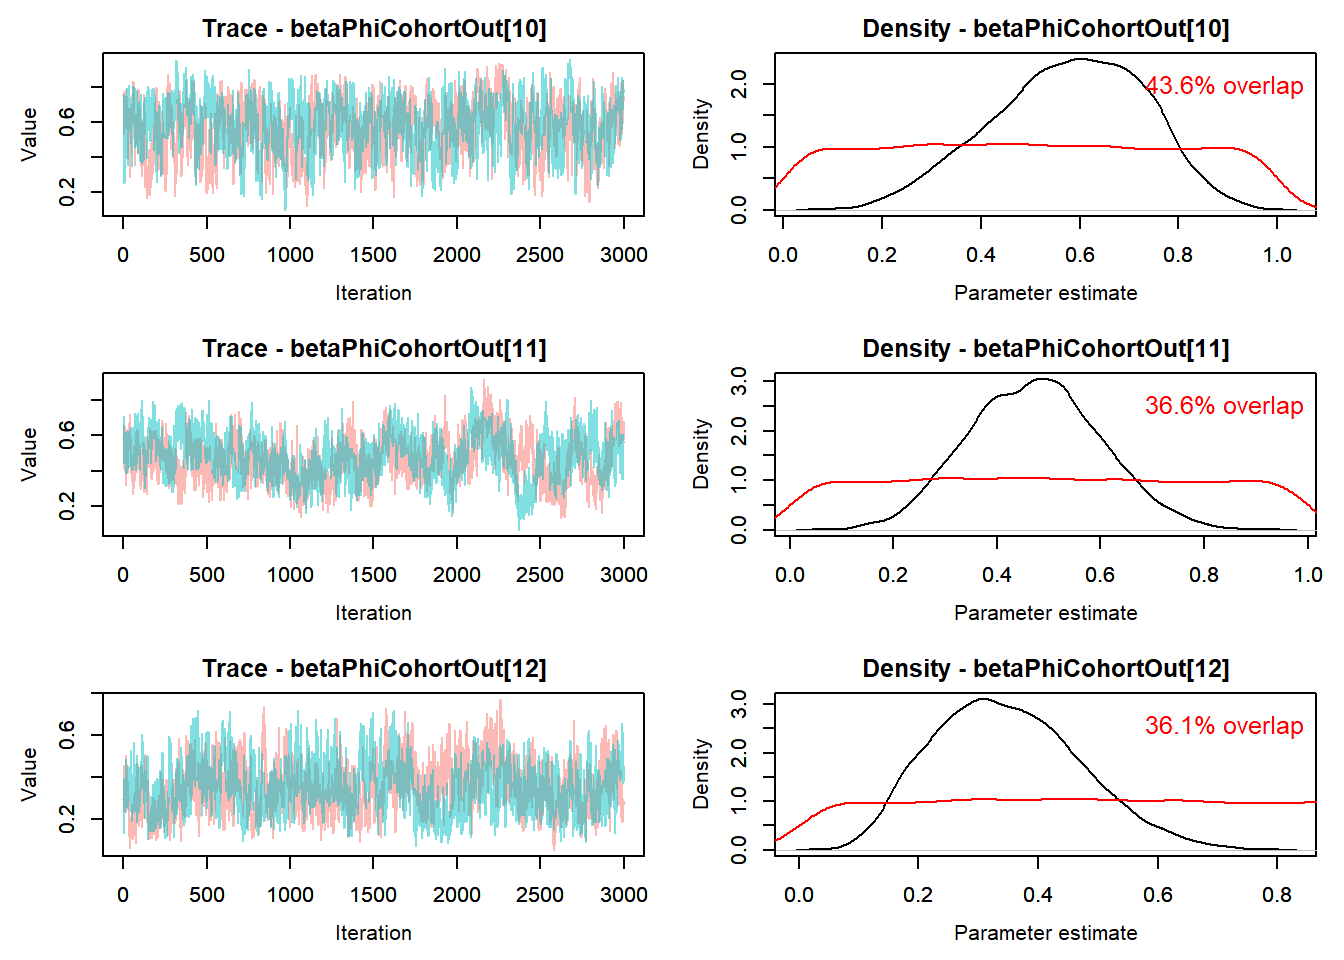 Trace - betaPhiCohortOut[10]
Value
0.2 0.6
0 500 1000 1500 2000 2500 3000
Iteration
Density - betaPhiCohortOut[10]
43.6% overlap
Density
0.0 1.0 2.0
0.0 0.2 0.4 0.6 0.8 1.0
Parameter estimate
Trace - betaPhiCohortOut[11]
Value
0.2 0.6
0 500 1000 1500 2000 2500 3000
Iteration
Density - betaPhiCohortOut[11]
36.6% overlap
Density
0.0 1.0 2.0 3.0
0.0 0.2 0.4 0.6 0.8 1.0
Parameter estimate
Trace - betaPhiCohortOut[12]
Value
0.2 0.6
0 500 1000 1500 2000 2500 3000
Iteration
Density - betaPhiCohortOut[12]
36.1% overlap
Density
0.0 1.0 2.0 3.0
0.0 0.2 0.4 0.6 0.8
Parameter estimate